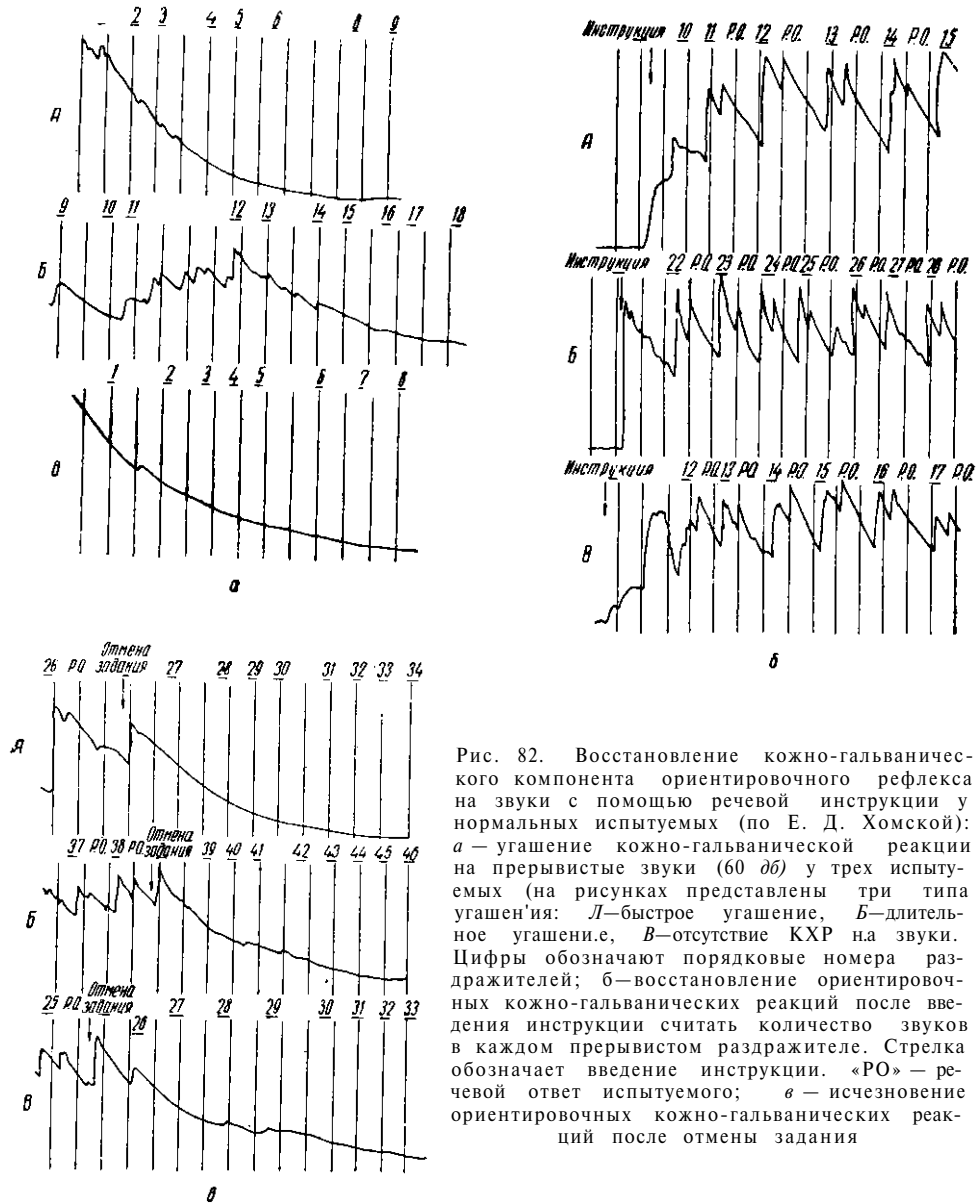 2 3 4 5 6 8 9
А
9 10 11 12 13 14 15 16 17 18
Б
1 2 3 4 5 6 7 8
В
а
Инструкция 10 11 Р.О. 12 Р.О. 13 Р.О. 14 Р.О. 15
А
Инструкция 22 Р.О. 23 Р.О. 24 Р.О. 25 Р.О. 26 Р.О. 27 Р.О. 28 Р.О.
Б
Инструкция 12 Р.О. 13 Р.О. 14 Р.О. 15 Р.О. 16 Р.О. 17 Р.О.
В
б
Отмена
26 Р.О. задания 27 28 29 30 31 32 33 34
Я
37 Р.О. 38 Р.О. Отмена задания 39 40 41 42 43 44 45 46
Б
Отмена
25 Р.О. задания 26 27 28 29 30 31 32 33
В
в
Рис. 82. Восстановление кожно-гальваничес-
кого компонента ориентировочного рефлекса
на звуки с помощью речевой инструкции у
нормальных испытуемых (по Е. Д. Хомской):
а — угашение кожно-гальванической реакции
на прерывистые звуки (60 дб) у трех испыту-
емых (на рисунках представлены три типа
угашен'ия: Л—быстрое угашение, Б—длитель-
ное угашени.е, В—отсутствие КХР н.а звуки.
Цифры обозначают порядковые номера раз-
дражителей; б—восстановление ориентировоч-
ных кожно-гальванических реакций после вве-
дения инструкции считать количество звуков
в каждом прерывистом раздражителе. Стрелка
обозначает введение инструкции. «РО» — ре-
чевой ответ испытуемого; в — исчезновение
ориентировочных кожно-гальванических реак-
ций после отмены задания